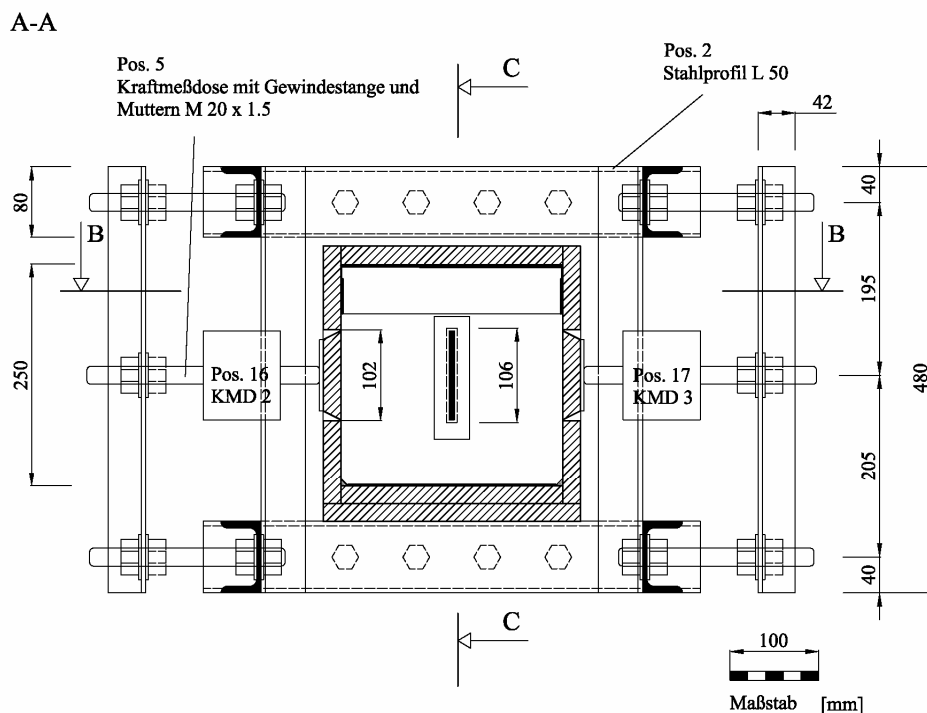 A-A
Pos. 5
Kraftmeßdose mit Gewindestange und
Muttern M 20 x 1.5
C
Pos. 2
Stahlprofil L 50
42
80
40
B
B
195
250
102
106
Pos. 16
KMD 2
Pos. 17
KMD 3
480
205
40
C
100
Maßstab [mm]